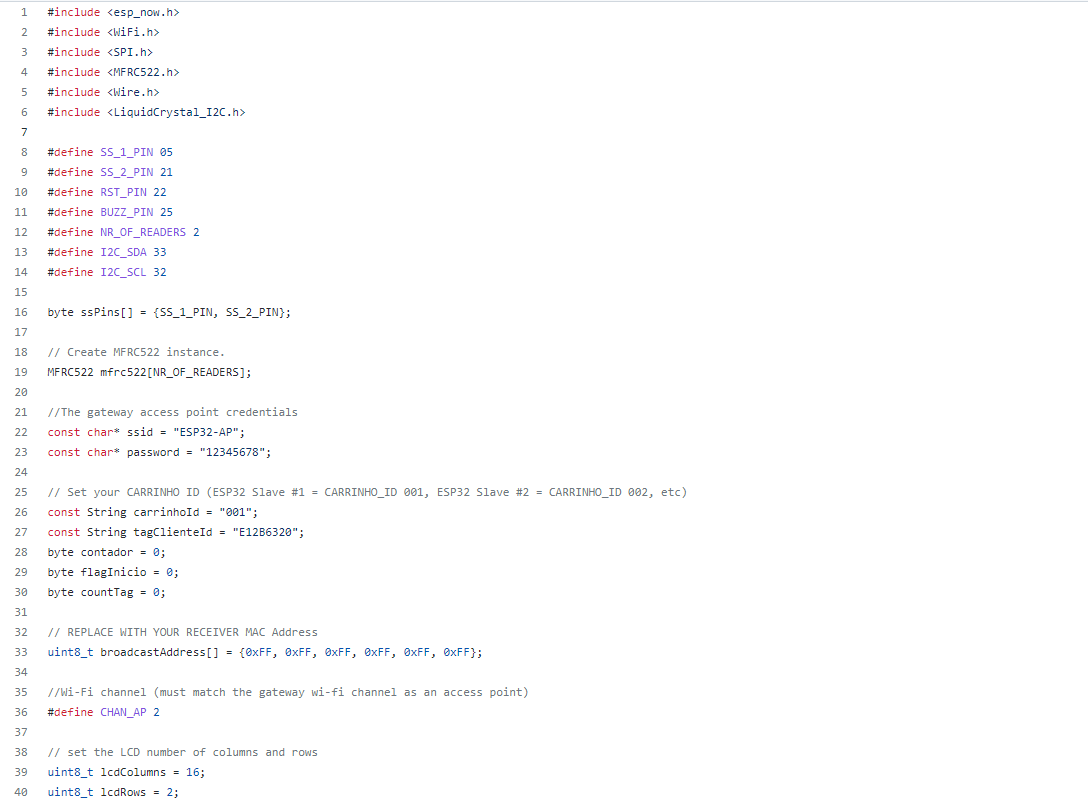 1 #include <esp_now.h>
2 #include <WiFi.h>
3 #include <SPI.h>
4 #include <MFRC522.h>
5 #include <Wire.h>
6 #include <LiquidCrystal_I2C.h>
7
8 #define SS_1_PIN 05
9 #define SS_2_PIN 21
10 #define RST_PIN 22
11 #define BUZZ_PIN 25
12 #define NR_OF_READERS 2
13 #define I2C_SDA 33
14 #define I2C_SCL 32
15
16 byte ssPins[] = {SS_1_PIN, SS_2_PIN};
17
18 // Create MFRC522 instance.
19 MFRC522 mfrc522[NR_OF_READERS];
20
21 //The gateway access point credentials
22 const char* ssid = "ESP32-AP";
23 const char* password = "12345678";
24
25 // Set your CARRINHO ID (ESP32 Slave #1 = CARRINHO_ID 001, ESP32 Slave #2 = CARRINHO_ID 002, etc)
26 const String carrinhoId = "001";
27 const String tagClienteId = "E12B6320";
28 byte contador = 0;
29 byte flagInicio = 0;
30 byte countTag = 0;
31
32 // REPLACE WITH YOUR RECEIVER MAC Address
33 uint8_t broadcastAddress[] = {0xFF, 0xFF, 0xFF, 0xFF, 0xFF, 0xFF};
34
35 //Wi-Fi channel (must match the gateway wi-fi channel as an access point)
36 #define CHAN_AP 2
37
38 // set the LCD number of columns and rows
39 uint8_t lcdColumns = 16;
40 uint8_t lcdRows = 2;